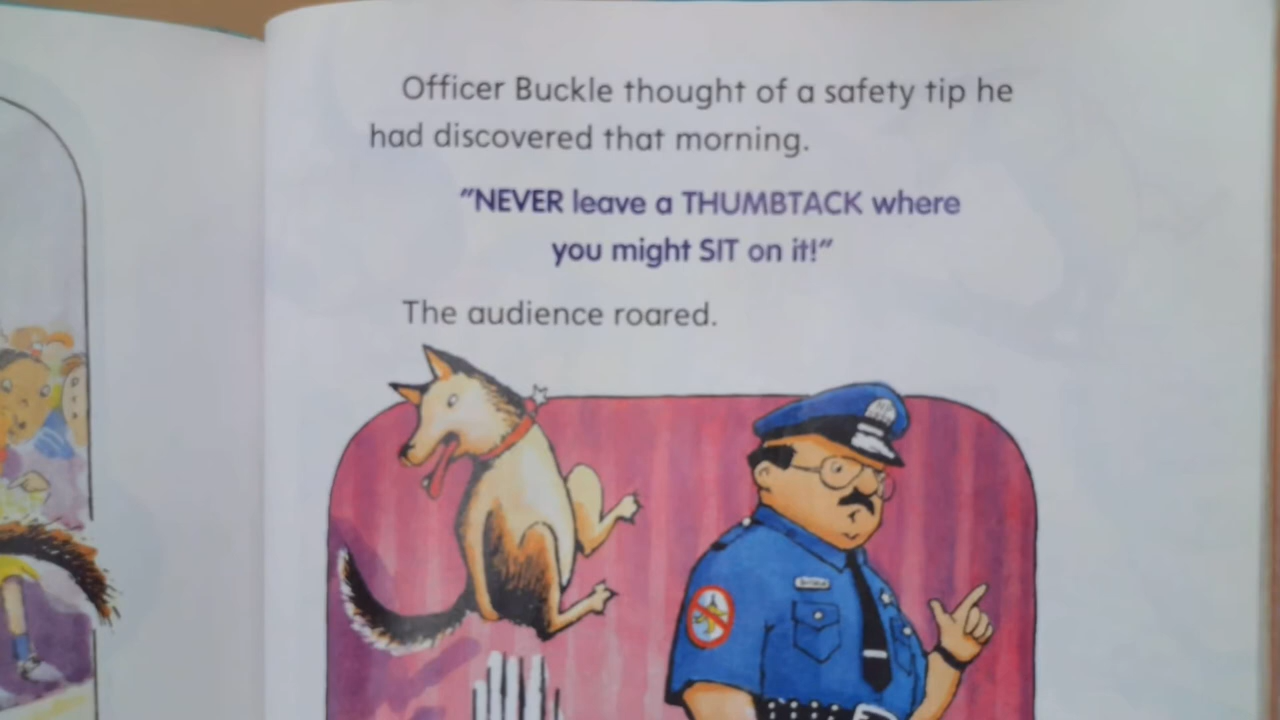 Officer Buckle thought of a safety tip he
had discovered that morning.
"NEVER leave a THUMBTACK where
you might SIT on it!"
The audience roared.